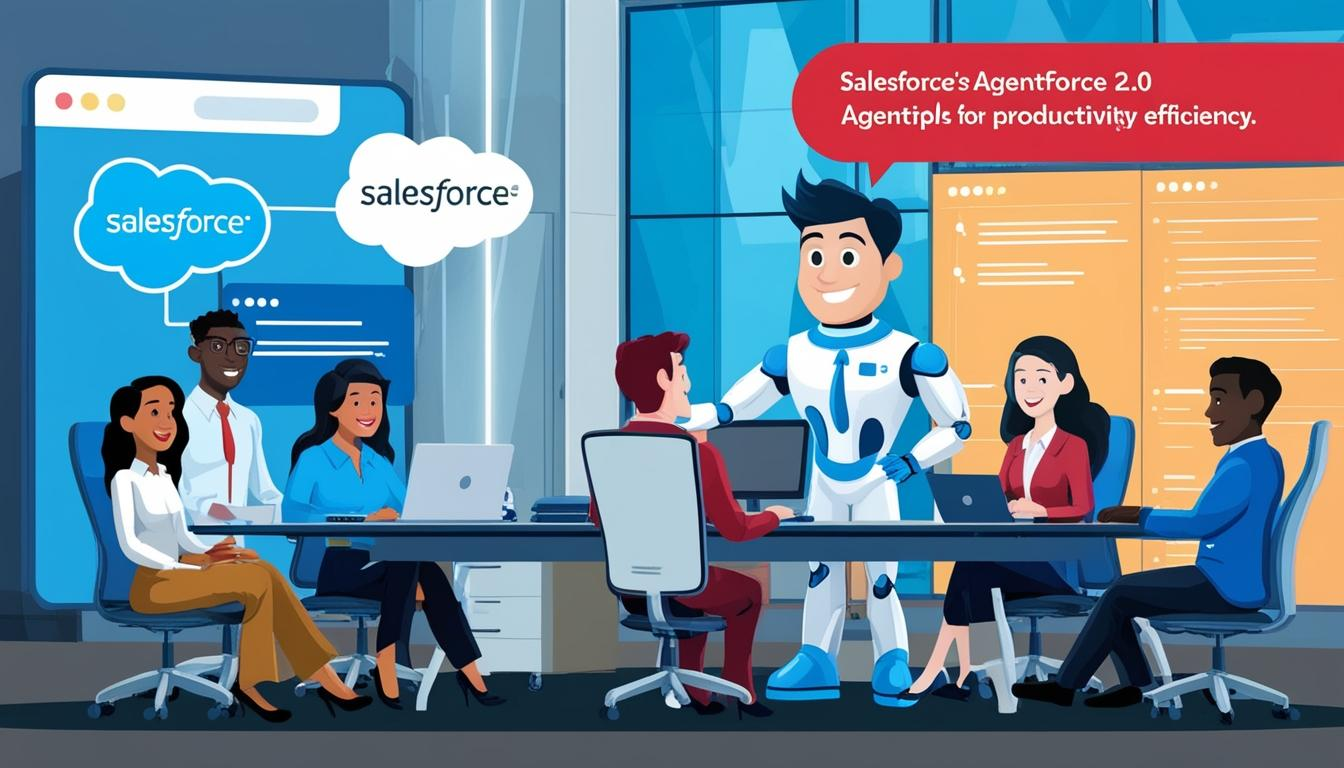 salesforce
salesforce
Salesforce's AgentForce 2.0
Agentipls for productivity efficiency.